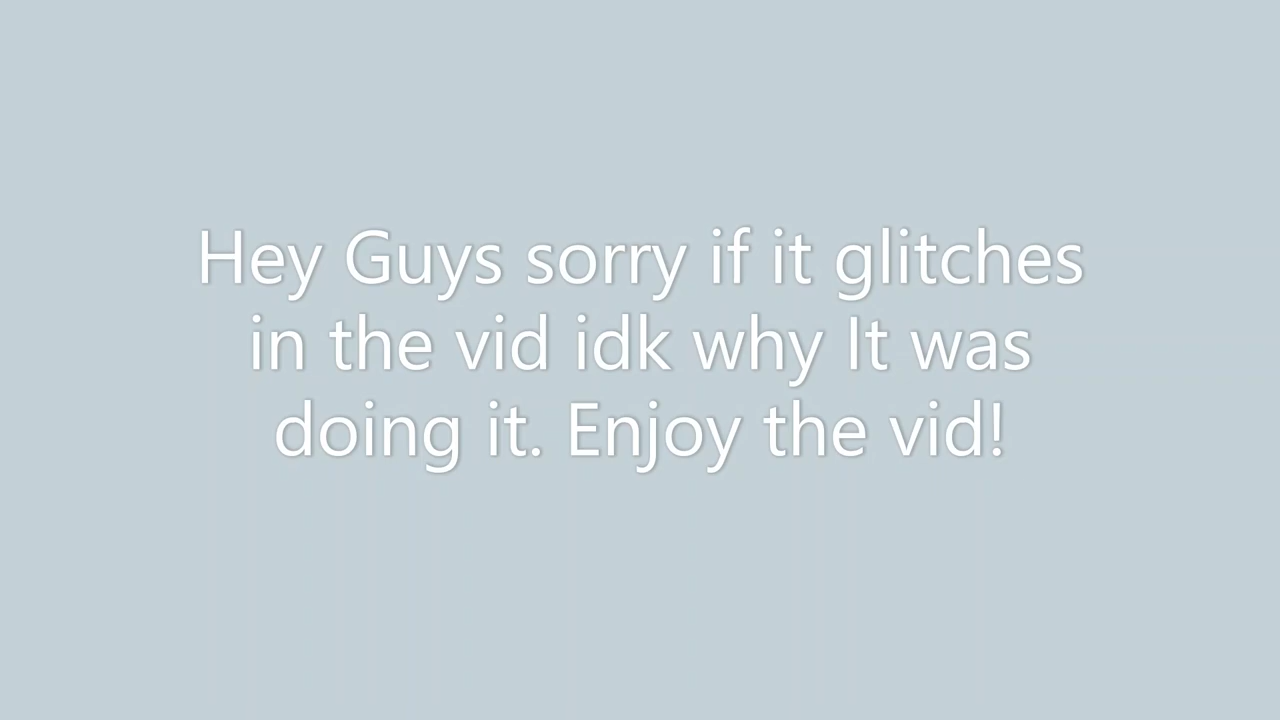 Hey Guys sorry if it glitches
in the vid idk why It was
doing it. Enjoy the vid!